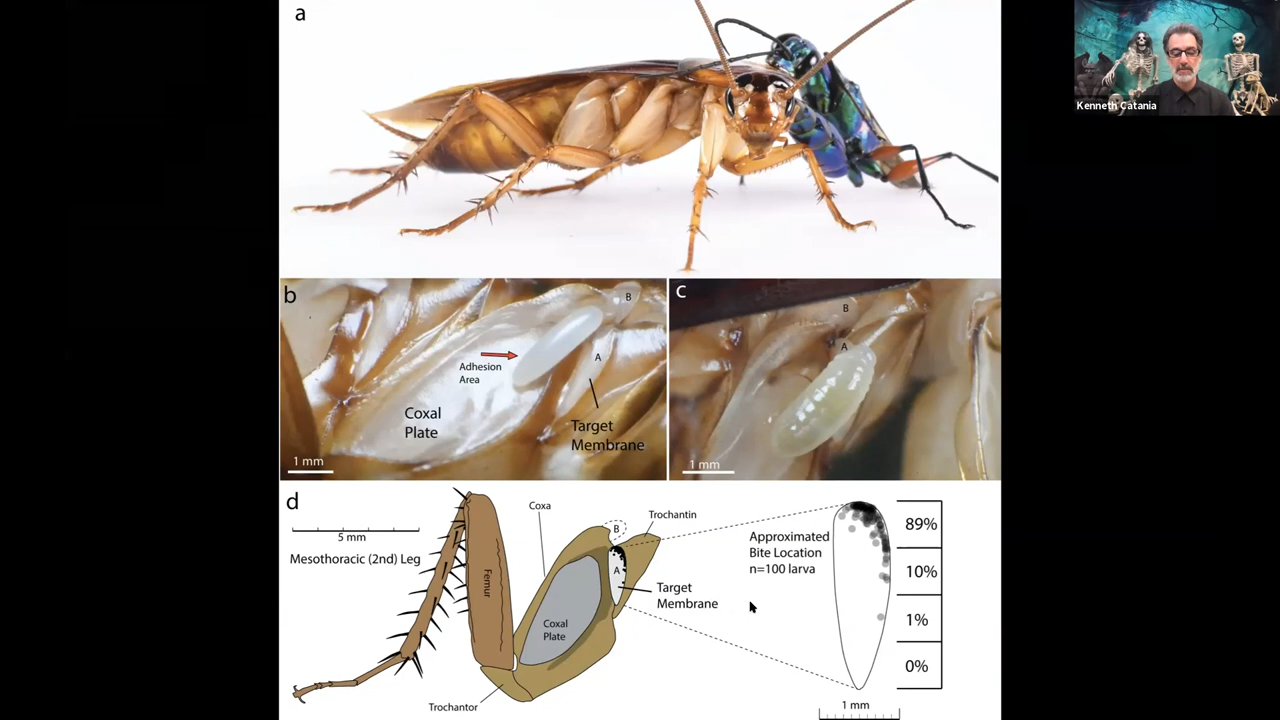 a
Kenneth Catania
b
B
Adhesion
Area
A
Coxal
Plate
Target
Membrane
1 mm
c
B
A
1 mm
d
5 mm
Mesothoracic (2nd) Leg
Femur
Coxa
Trochantin
B
A
Coxal
Plate
Target
Membrane
Trochantor
Approximated
Bite Location
n=100 larva
89%
10%
1%
0%
1 mm